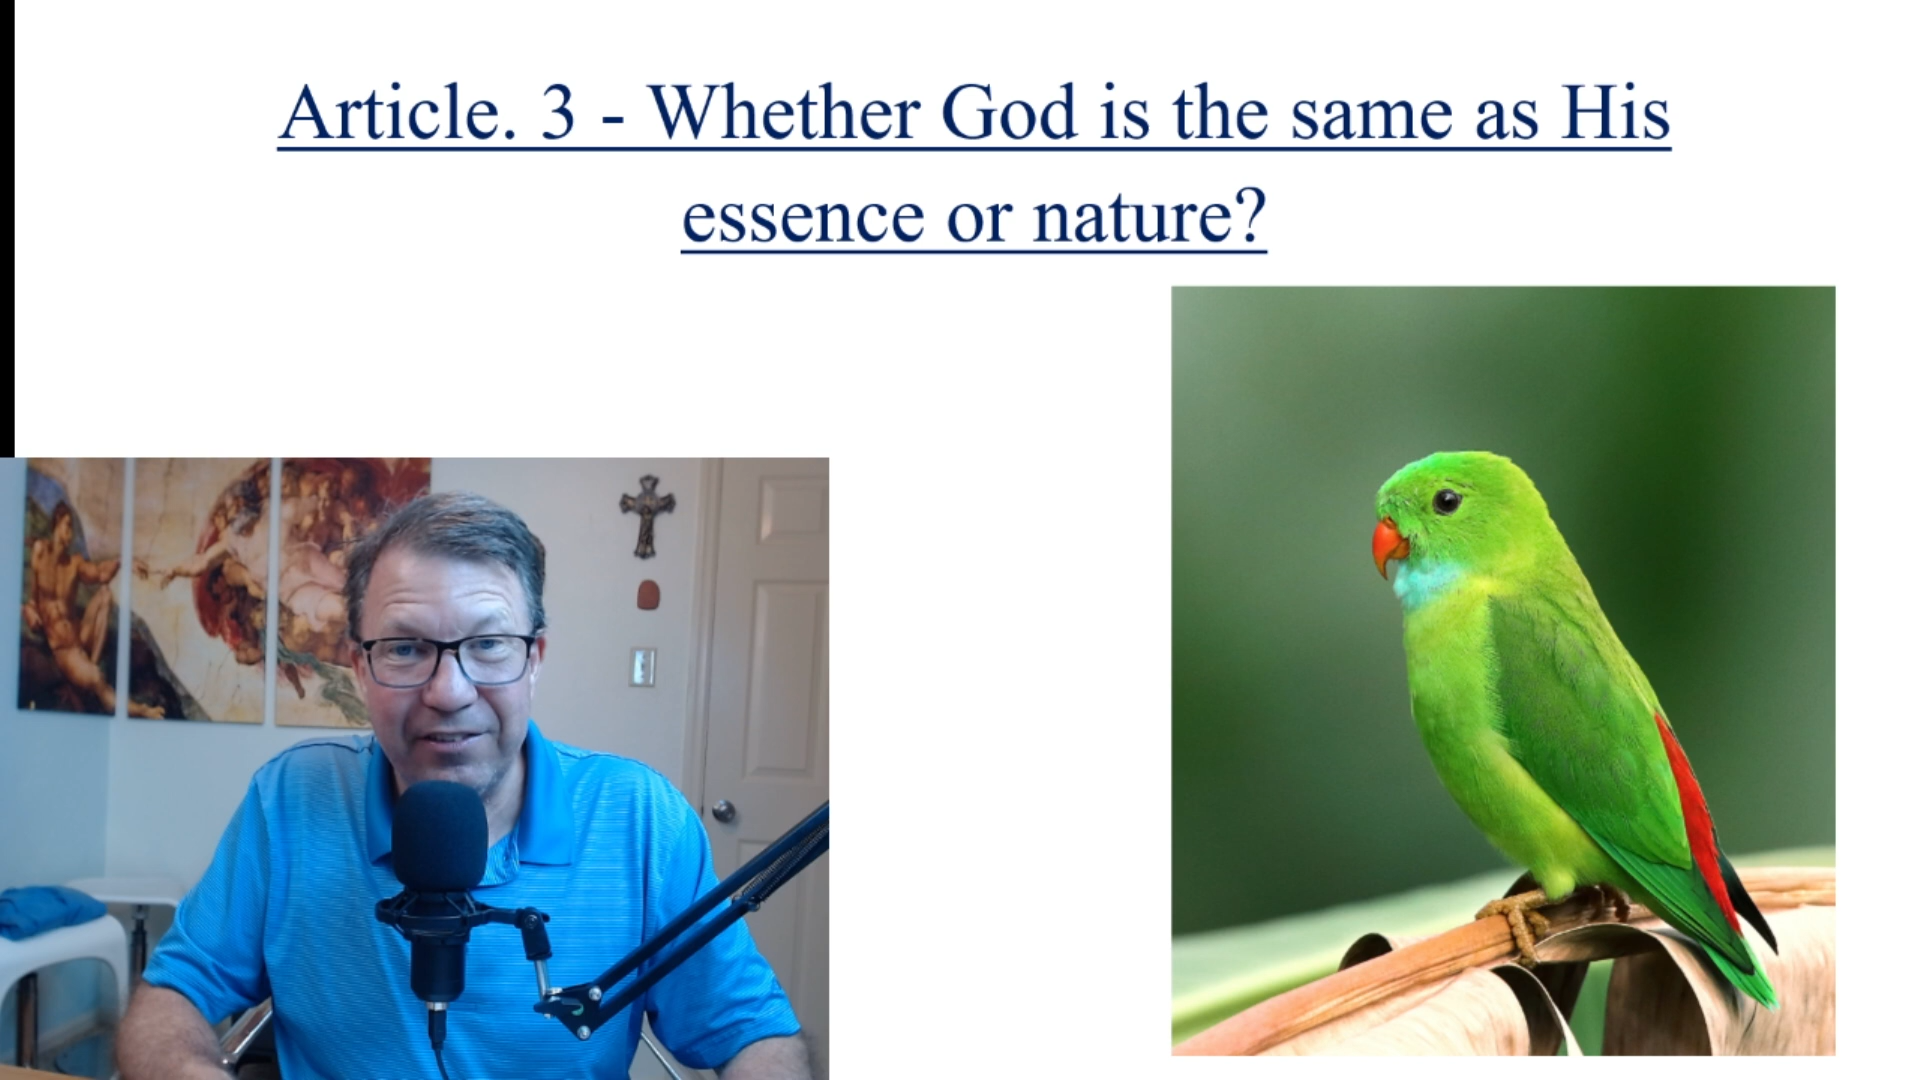 Article. 3 - Whether God is the same as His
essence or nature?